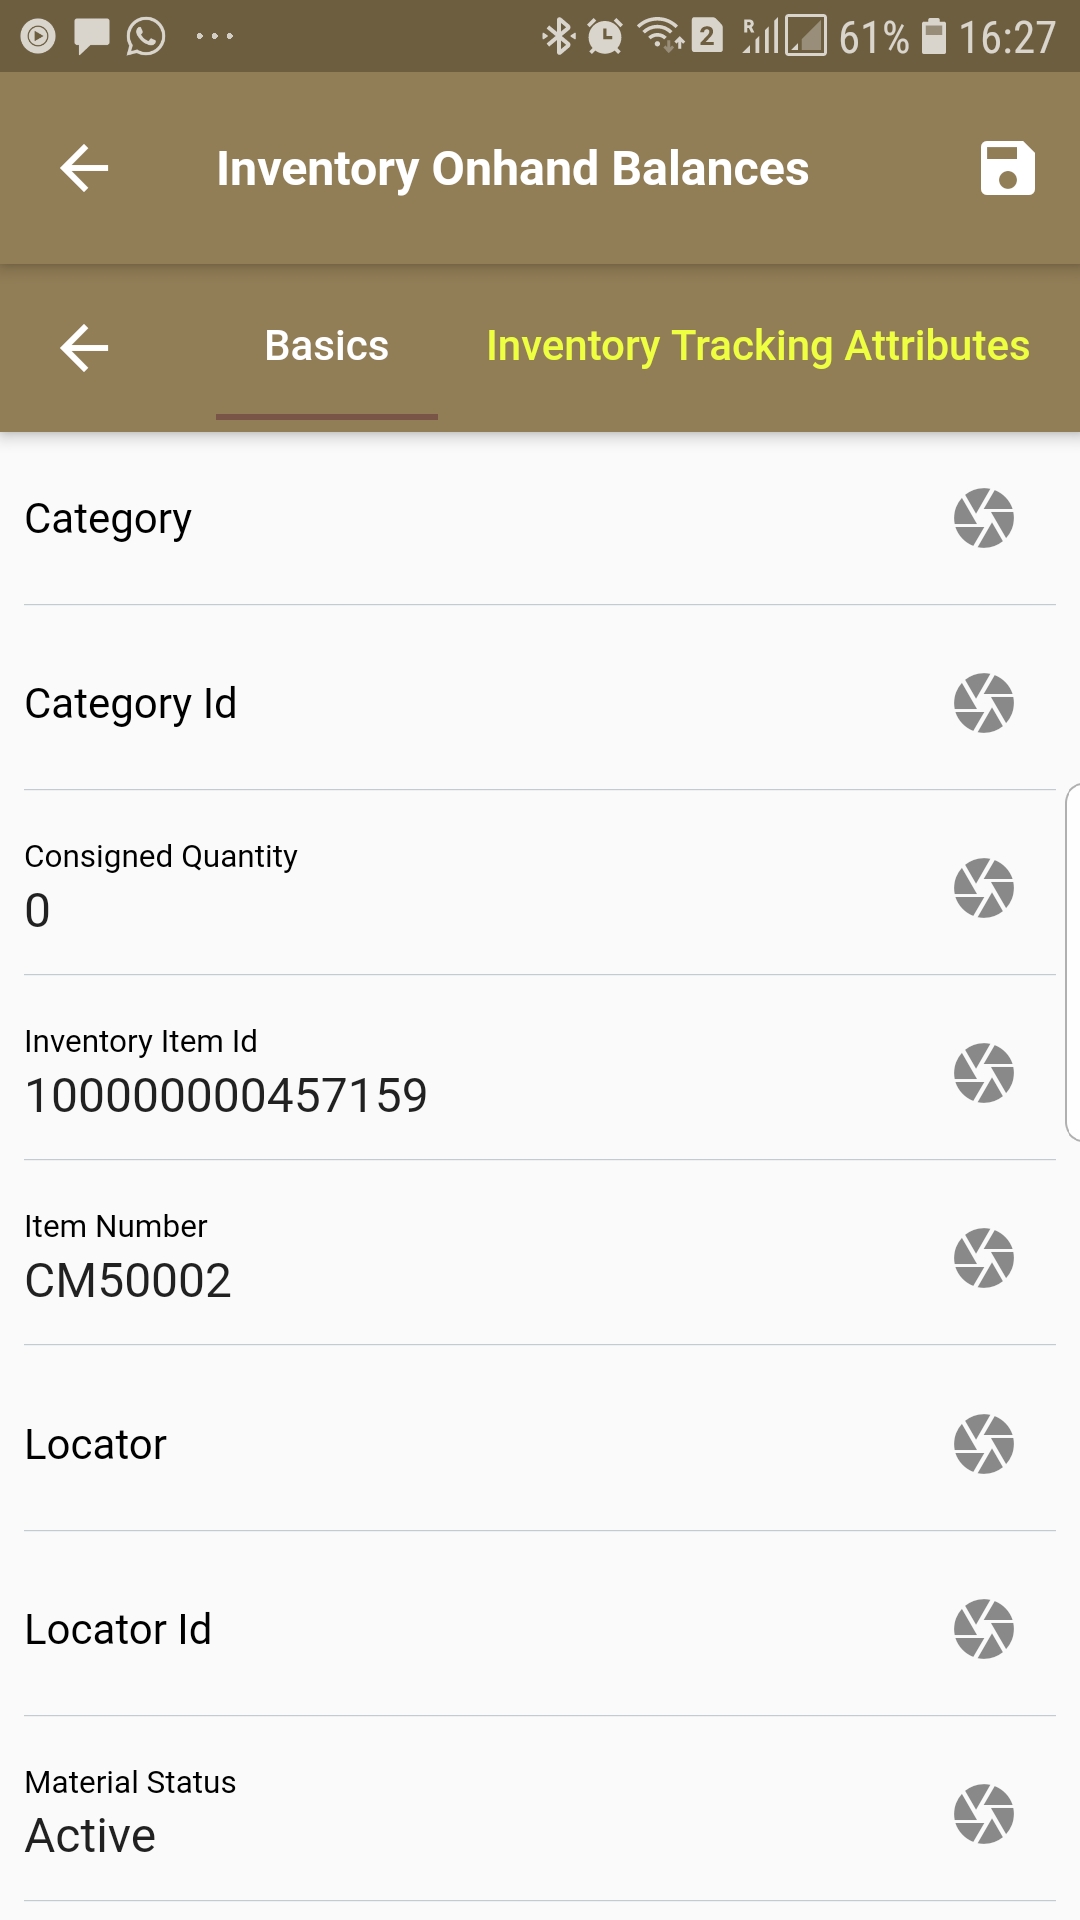 2 R 61% 16:27
Inventory Onhand Balances
Basics Inventory Tracking Attributes
Category
Category Id
Consigned Quantity
0
Inventory Item Id
100000000457159
Item Number
CM50002
Locator
Locator Id
Material Status
Active